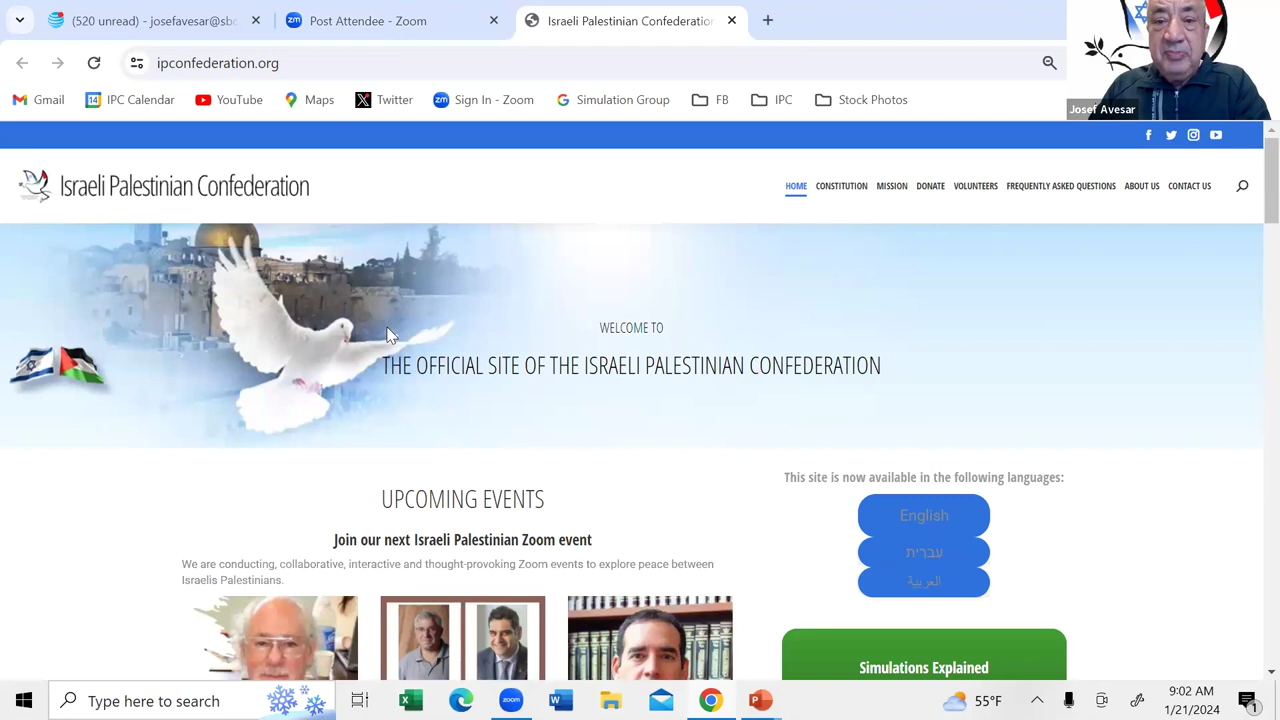 (520 unread) - josefavesar@sbc
Post Attendee - Zoom
Israeli Palestinian Confederation
ipconfederation.org
Gmail
IPC Calendar
YouTube
Maps
Twitter
Sign In - Zoom
Simulation Group
FB
IPC
Stock Photos
Josef Avesar
Israeli Palestinian Confederation
HOME
CONSTITUTION
MISSION
DONATE
VOLUNTEERS
FREQUENTLY ASKED QUESTIONS
ABOUT US
CONTACT US
WELCOME TO
THE OFFICIAL SITE OF THE ISRAELI PALESTINIAN CONFEDERATION
UPCOMING EVENTS
Join our next Israeli Palestinian Zoom event
We are conducting, collaborative, interactive and thought-provoking Zoom events to explore peace between
Israelis Palestinians.
This site is now available in the following languages:
English
עברית
العربية
Simulations Explained
Type here to search
55°F
9:02 AM
1/21/2024
1